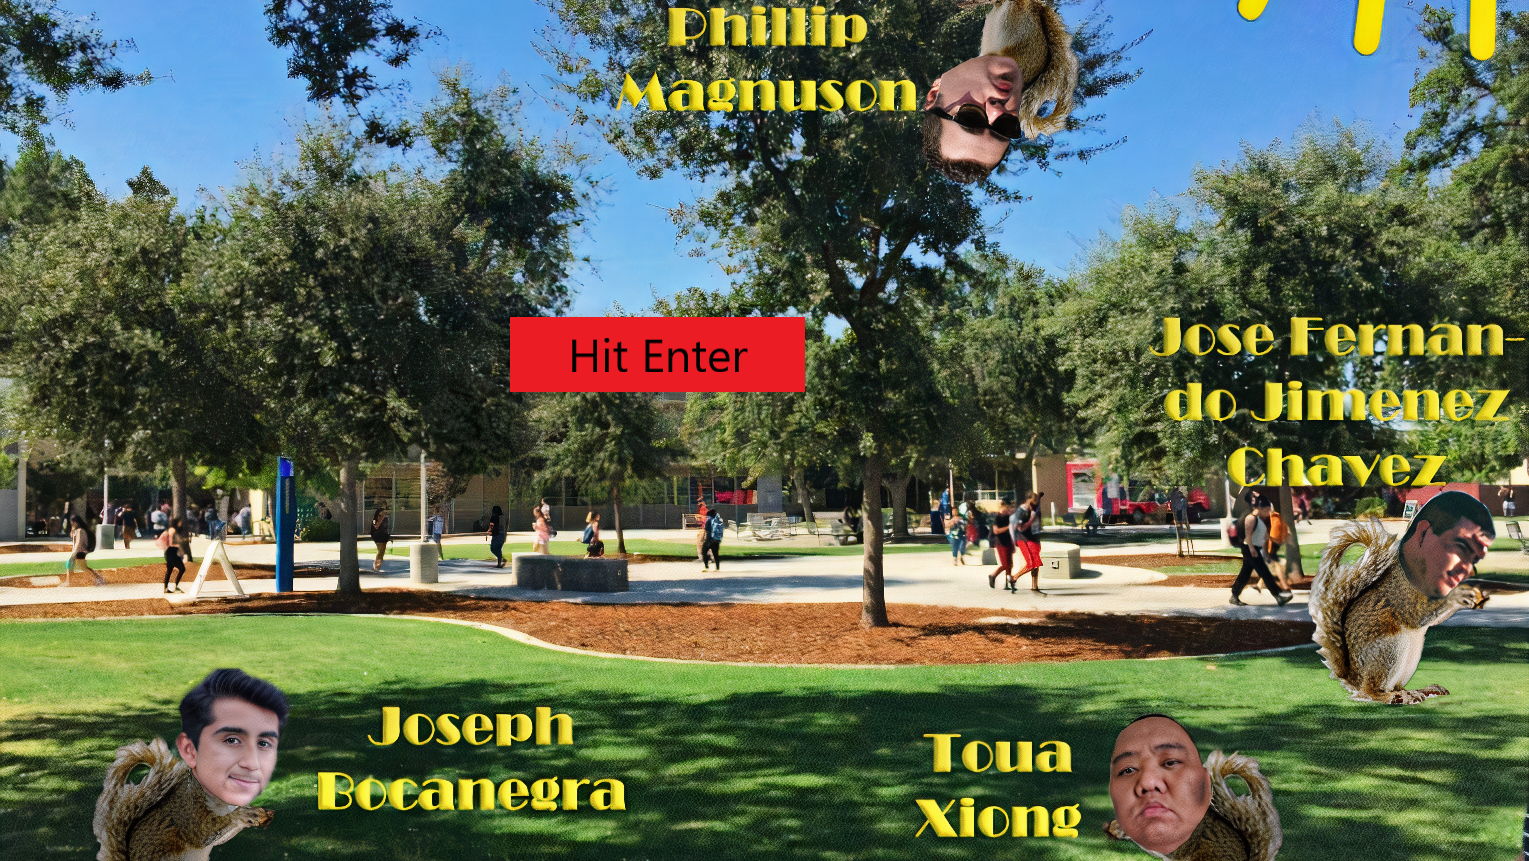 Phillip
Magnuson
Hit Enter
Jose Fernan-
do Jimenez
Chavez
Joseph
Bocanegra
Toua
Xiong